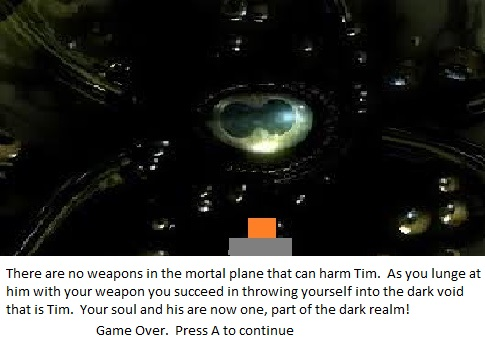 There are no weapons in the mortal plane that can harm Tim.  As you lunge at
him with your weapon you succeed in throwing yourself into the dark void
that is Tim.  Your soul and his are now one, part of the dark realm!
Game Over.  Press A to continue